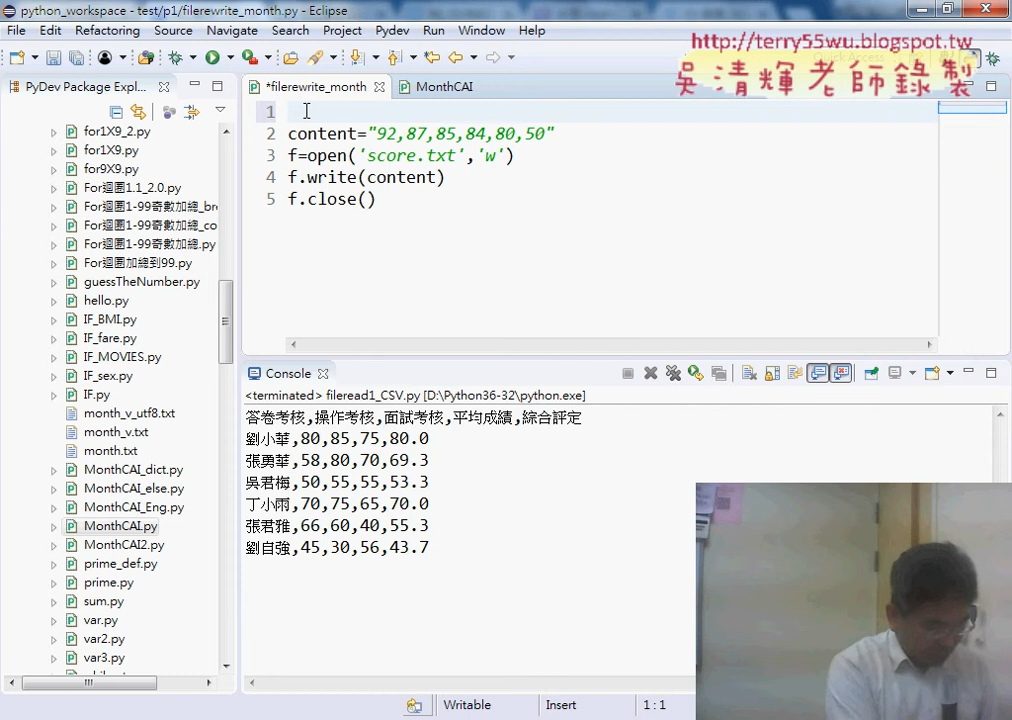 python_workspace - test/p1/filerewrite_month.py - Eclipse
File Edit Refactoring Source Navigate Search Project Pydev Run Window Help
http://terry55wu.blogspot.tw
吳清輝老師錄製
PyDev Package Expl...
*filerewrite_month
MonthCAI
for1X9_2.py
for1X9.py
for9X9.py
For迴圈1.1_2.0.py
For迴圈1-99奇數加總_bre
For迴圈1-99奇數加總_co
For迴圈1-99奇數加總.py
For迴圈加總到99.py
guessTheNumber.py
hello.py
IF_BMI.py
IF_fare.py
IF_MOVIES.py
IF_sex.py
IF.py
month_v_utf8.txt
month_v.txt
month.txt
MonthCAI_dict.py
MonthCAI_else.py
MonthCAI_Eng.py
MonthCAI.py
MonthCAI2.py
prime_def.py
prime.py
sum.py
var.py
var2.py
var3.py
1
2 content="92,87,85,84,80,50"
3 f=open('score.txt','w')
4 f.write(content)
5 f.close()
Console
<terminated> fileread1_CSV.py [D:\Python36-32\python.exe]
答卷考核,操作考核,面試考核,平均成績,綜合評定
劉小華,80,85,75,80.0
張勇華,58,80,70,69.3
吳君梅,50,55,55,53.3
丁小雨,70,75,65,70.0
張君雅,66,60,40,55.3
劉自強,45,30,56,43.7
Writable Insert 1:1